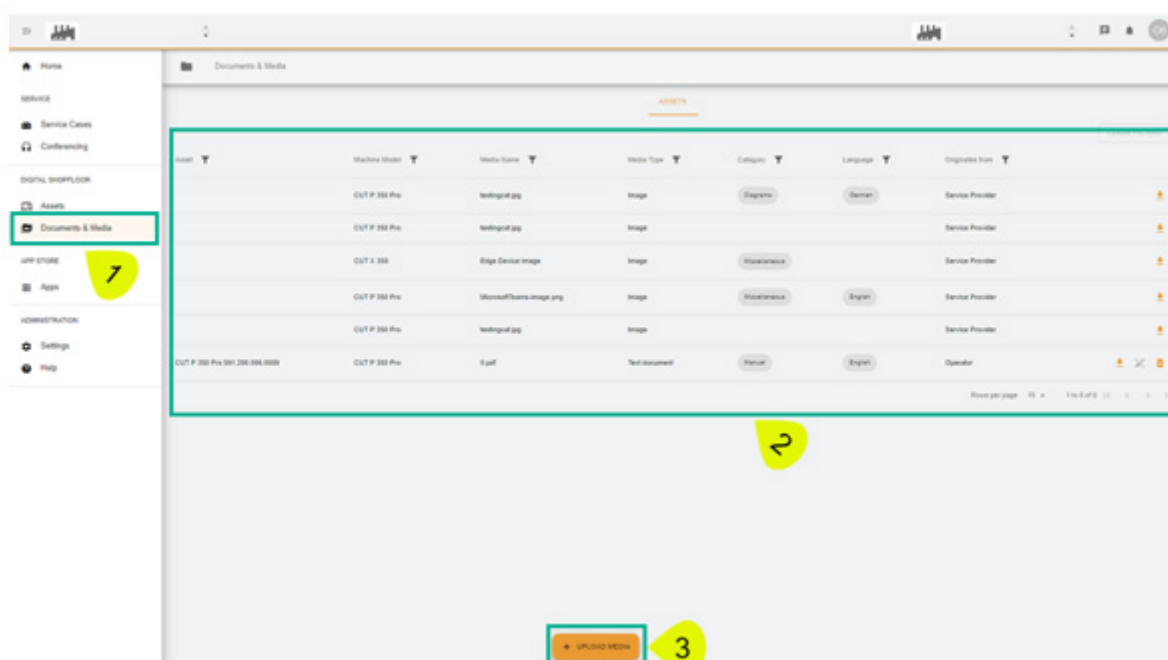 Home
Documents & Media
SERVICE
ASSETS
Service Cases
Conferencing
Asset Machine Model Media Name Media Type Category Language Originates from
DIGITAL SHOPFLOOR
CUT P 350 Pro testingcat.jpg Image Diagrams German Service Provider
Assets
Documents & Media
CUT P 350 Pro testingcat.jpg Image Service Provider
APP STORE
1
CUT X 350 Edge Device Image Image Miscellaneous Service Provider
Apps
CUT P 350 Pro MicrosoftTeams-image.png Image Miscellaneous English Service Provider
ADMINISTRATION
CUT P 350 Pro testingcat.jpg Image Service Provider
Settings
Help
CUT P 350 Pro CUT P 350 Pro Text document Manual English Operator
Rows per page 15
2
+ UPLOAD MEDIA
3